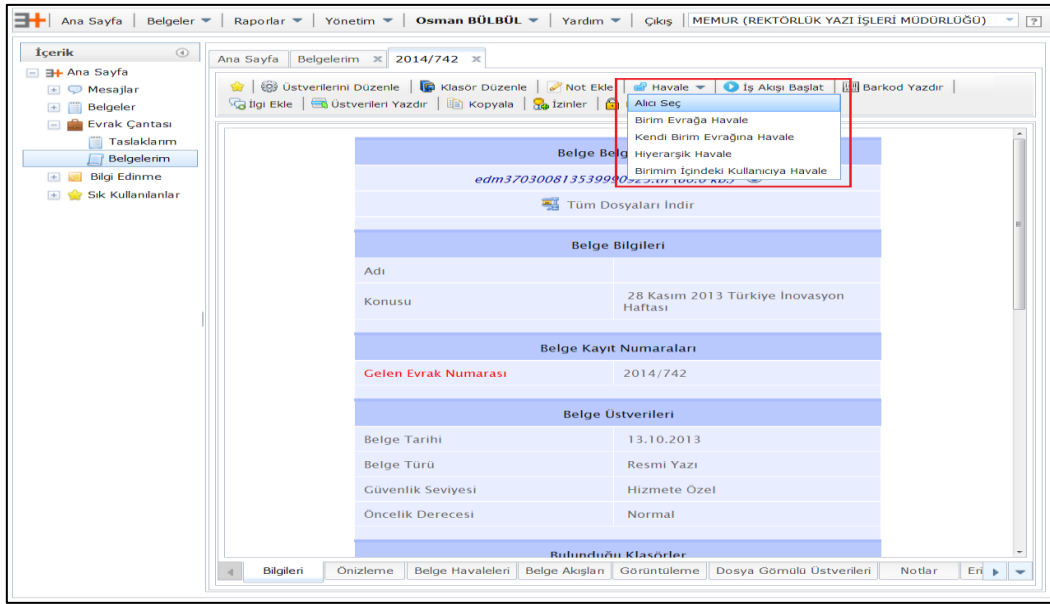 Ana Sayfa Belgeler Raporlar Yönetim Osman BÜLBÜL Yardım Çıkış MEMUR (REKTÖRLÜK YAZI İŞLERİ MÜDÜRLÜĞÜ) ?
İçerik
Ana Sayfa
Mesajlar
Belgeler
Evrak Çantası
Taslaklarım
Belgelerim
Bilgi Edinme
Sık Kullanılanlar
Ana Sayfa Belgelerim 2014/742
Üstverilerini Düzenle Klasör Düzenle Not Ekle Havale İş Akışı Başlat Barkod Yazdır
İlgi Ekle Üstverileri Yazdır Kopyala İzinler
Alıcı Seç
Birim Evrağa Havale
Kendi Birim Evrağına Havale
Hiyerarşik Havale
Birimim İçindeki Kullanıcıya Havale
Belge
Tüm Dosyaları İndir
Belge Bilgileri
Adı
Konusu 28 Kasım 2013 Türkiye İnovasyon
Haftası
Belge Kayıt Numaraları
Gelen Evrak Numarası 2014/742
Belge Üstverileri
Belge Tarihi 13.10.2013
Belge Türü Resmi Yazı
Güvenlik Seviyesi Hizmete Özel
Öncelik Derecesi Normal
Bulunduğu Klasörler
Bilgileri Önizleme Belge Havaleleri Belge Akışları Görüntüleme Dosya Gömülü Üstverileri Notlar Eri